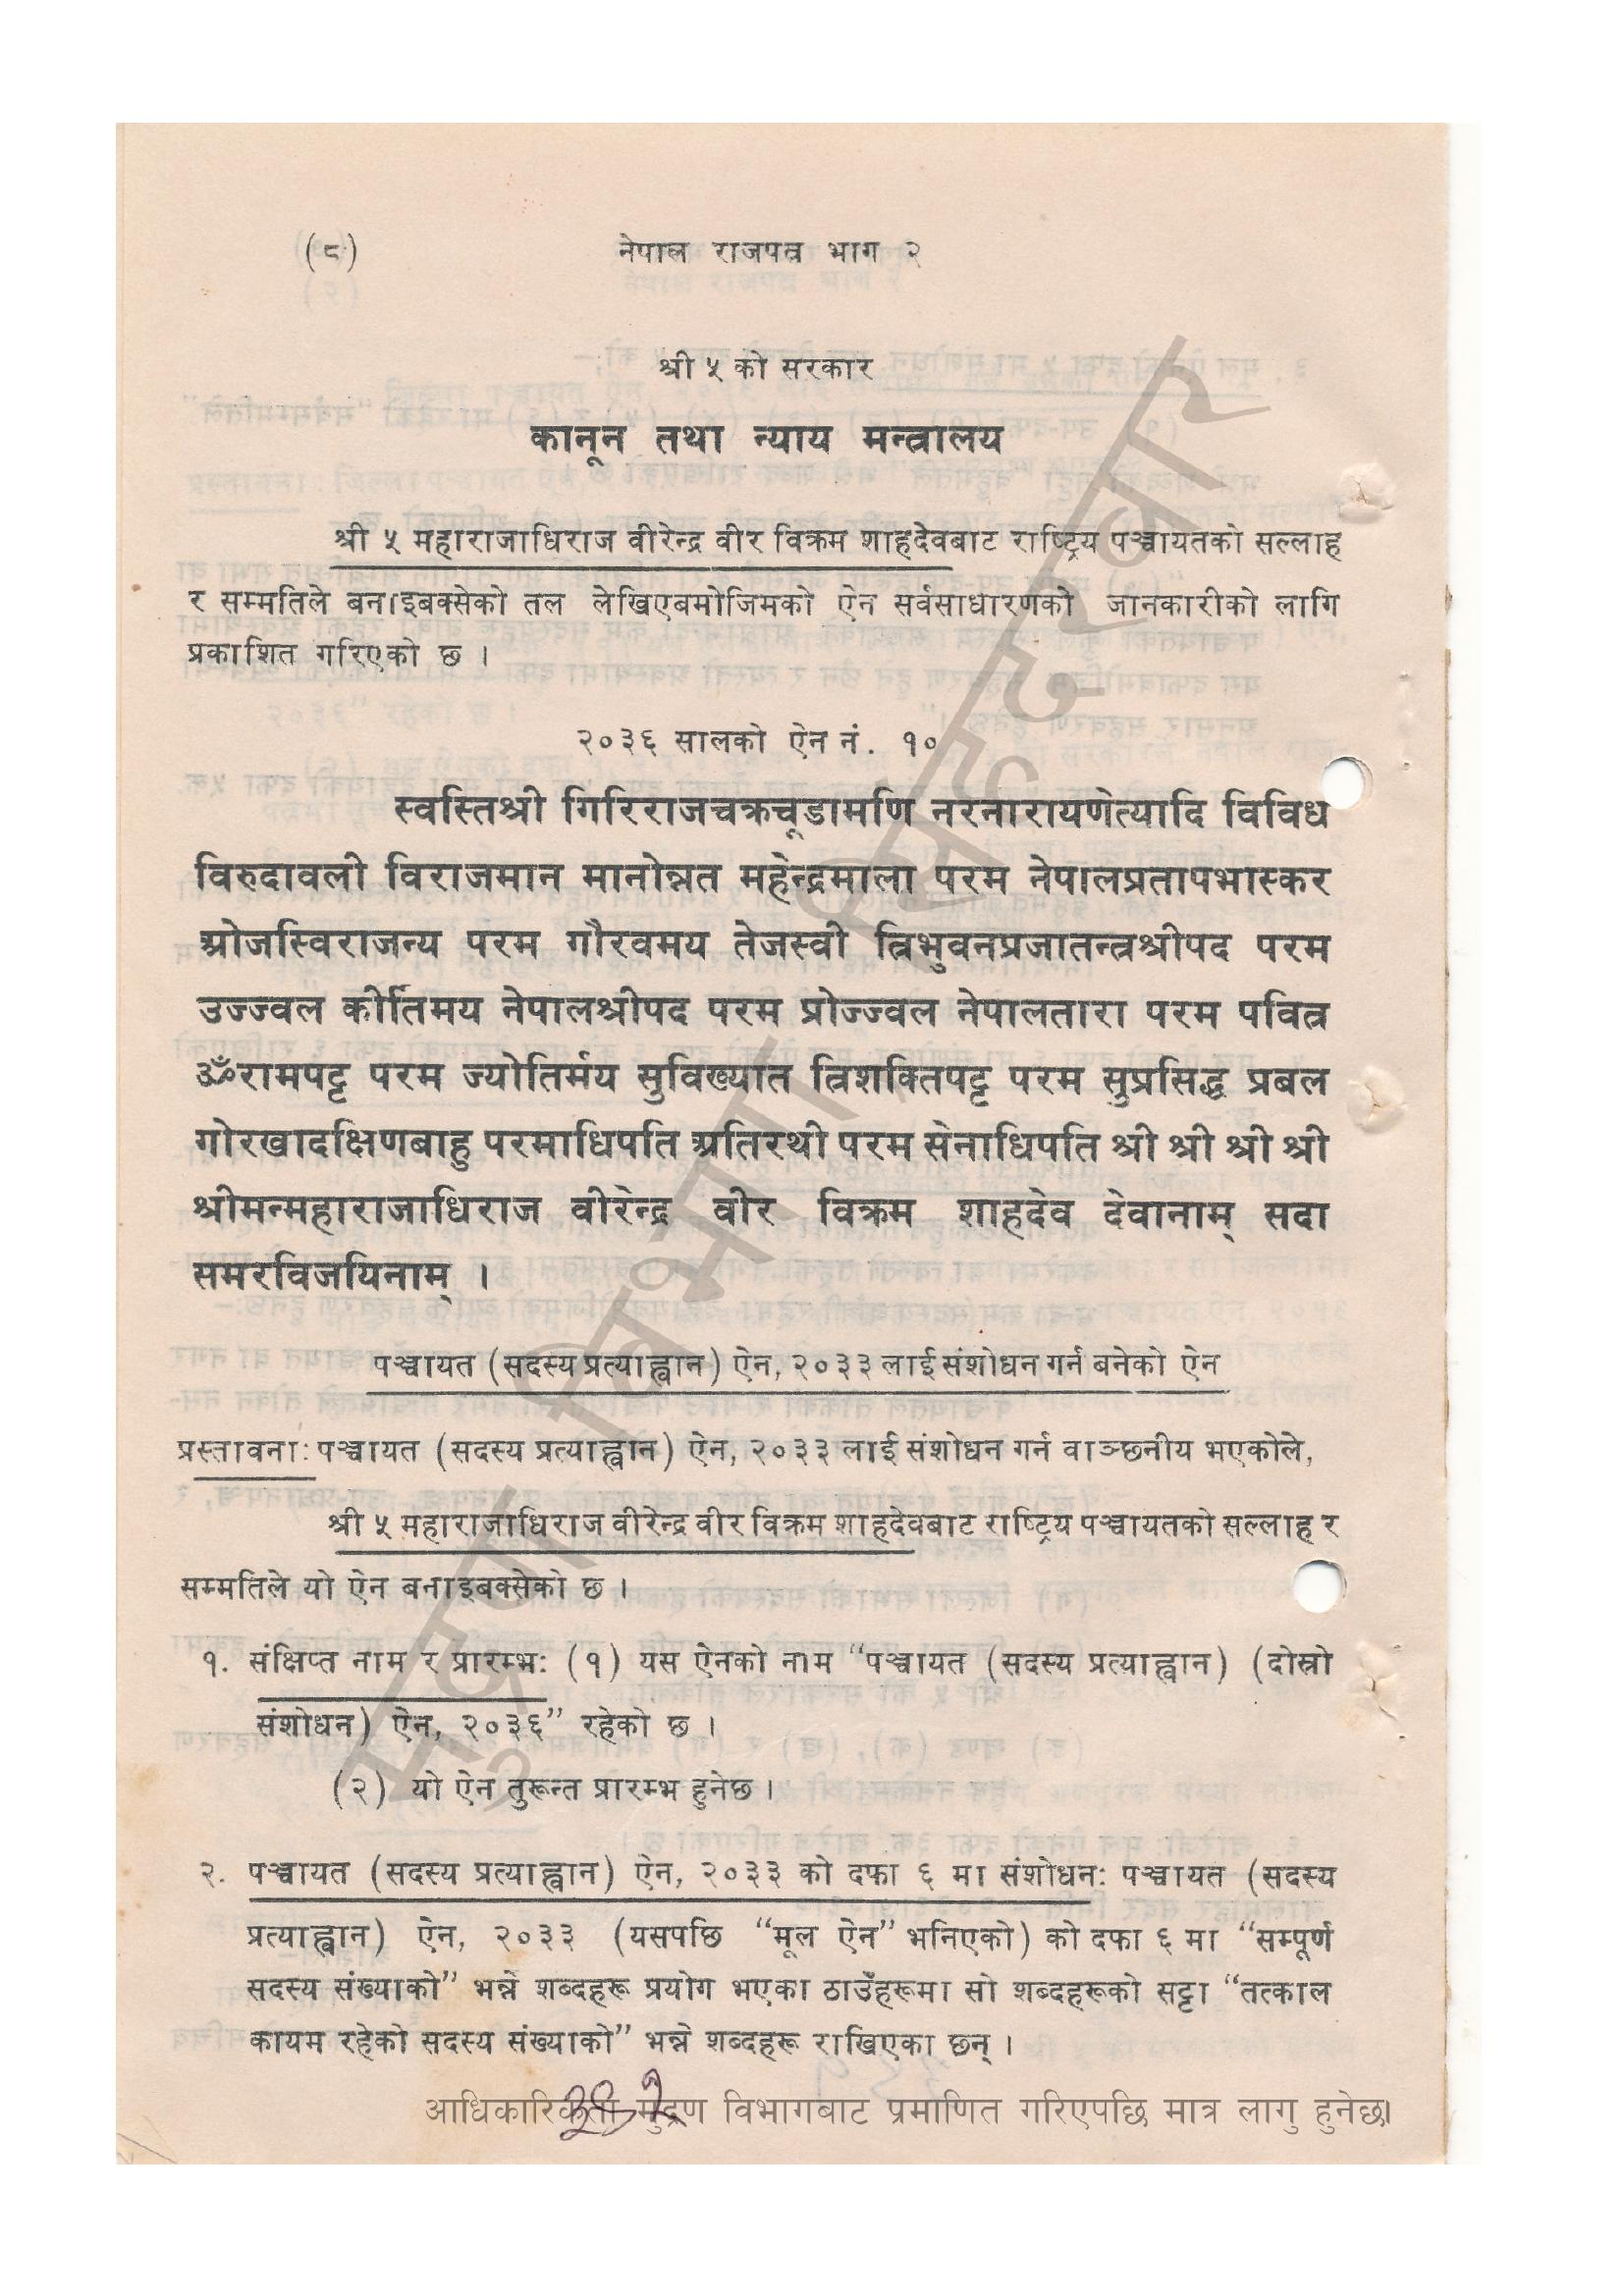 (८)
नेपाल राजपत्र भाग २
श्री ५ को सरकार
कानून तथा न्याय मन्त्रालय
श्री ५ महाराजाधिराज वीरेन्द्र वीर विक्रम शाहदेवबाट राष्ट्रिय पञ्चायतको सल्लाह
र सम्मतिले बनाइबक्सेको तल लेखिएबमोजिमको ऐन सर्वसाधारणको जानकारीको लागि
प्रकाशित गरिएको छ ।
२०३६ सालको ऐन नं. १०
स्वस्तिश्री गिरिराजचक्रचूडामणि नरनारायणेत्यादि विविध
विरुदावली विराजमान मानोन्नत महेन्द्रमाला परम नेपालप्रतापभास्कर
ओजस्विराजन्य परम गौरवमय तेजस्वी त्रिभुवनप्रजातन्त्रश्रीपद परम
उज्ज्वल कीर्तिमय नेपालश्रीपद परम प्रोज्ज्वल नेपालतारा परम पवित्र
ॐरामपट्ट परम ज्योतिर्मय सुविख्यात त्रिशक्तिपट्ट परम सुप्रसिद्ध प्रबल
गोरखादक्षिणबाहु परमाधिपति अतिरथी परम सेनाधिपति श्री श्री श्री श्री
श्रीमन्महाराजाधिराज वीरेन्द्र वीर विक्रम शाहदेव देवानाम् सदा
समरविजयिनाम् ।
पञ्चायत (सदस्य प्रत्याह्वान) ऐन, २०३३ लाई संशोधन गर्न बनेको ऐन
प्रस्तावना: पञ्चायत (सदस्य प्रत्याह्वान) ऐन, २०३३ लाई संशोधन गर्न वाञ्छनीय भएकोले,
श्री ५ महाराजाधिराज वीरेन्द्र वीर विक्रम शाहदेवबाट राष्ट्रिय पञ्चायतको सल्लाह र
सम्मतिले यो ऐन बनाइबक्सेको छ ।
१. संक्षिप्त नाम र प्रारम्भ: (१) यस ऐनको नाम “पञ्चायत (सदस्य प्रत्याह्वान) (दोस्रो
संशोधन) ऐन, २०३६” रहेको छ ।
(२) यो ऐन तुरून्त प्रारम्भ हुनेछ ।
२. पञ्चायत (सदस्य प्रत्याह्वान) ऐन, २०३३ को दफा ६ मा संशोधन: पञ्चायत (सदस्य
प्रत्याह्वान) ऐन, २०३३ (यसपछि “मूल ऐन” भनिएको) को दफा ६ मा “सम्पूर्ण
सदस्य संख्याको” भन्ने शब्दहरू प्रयोग भएका ठाउँहरूमा सो शब्दहरूको सट्टा “तत्काल
कायम रहेको सदस्य संख्याको” भन्ने शब्दहरू राखिएका छन् ।
आधिकारिकता मुद्रण विभागबाट प्रमाणित गरिएपछि मात्र लागु हुनेछ।
मुद्रण विभाग, सिंहदरबार